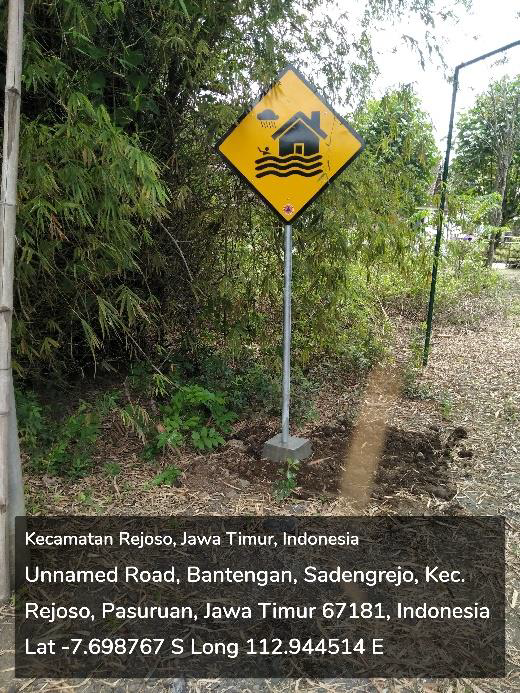 Kecamatan Rejoso, Jawa Timur, Indonesia
Unnamed Road, Bantengan, Sadengrejo, Kec.
Rejoso, Pasuruan, Jawa Timur 67181, Indonesia
Lat -7.698767 S Long 112.944514 E